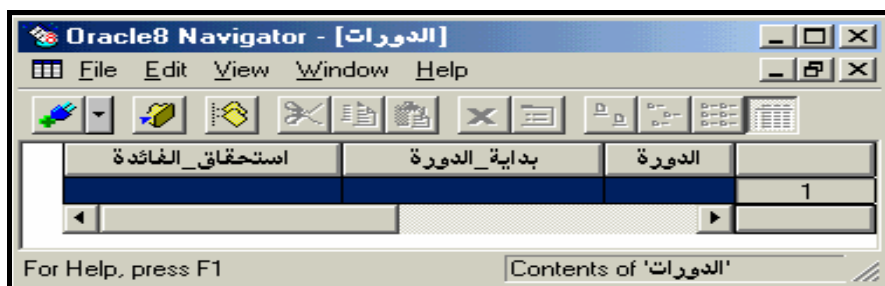 Oracle8 Navigator - [الدورات]
File Edit View Window Help
الدورة بداية_الدورة استحقاق_الفائدة
1
For Help, press F1 Contents of 'الدورات'